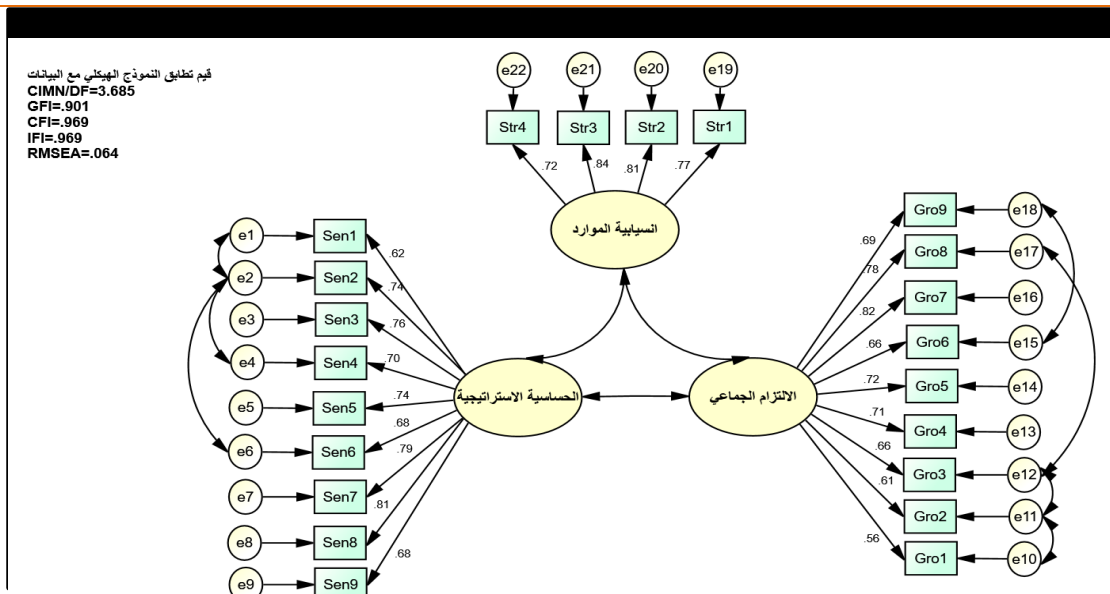 قيم تطابق النموذج الهيكلي مع البيانات
CIMN/DF=3.685
GFI=.901
CFI=.969
IFI=.969
RMSEA=.064
e22 e21 e20 e19
Str4 Str3 Str2 Str1
.72 .84 .81 .77
انسيابية الموارد
e1 Sen1 .62
e2 Sen2 .74
e3 Sen3 .76
e4 Sen4 .70
e5 Sen5 .74
e6 Sen6 .68
e7 Sen7 .79
e8 Sen8 .81
e9 Sen9 .68
الحساسية الاستراتيجية
الالتزام الجماعي
.69 Gro9 e18
.78 Gro8 e17
.82 Gro7 e16
.66 Gro6 e15
.72 Gro5 e14
.71 Gro4 e13
.66 Gro3 e12
.61 Gro2 e11
.56 Gro1 e10